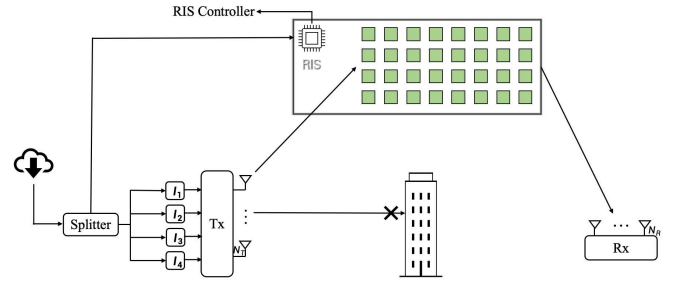 RIS Controller
RIS
Splitter
I1
I2
I3
I4
Tx
...
NT
...
NR
Rx